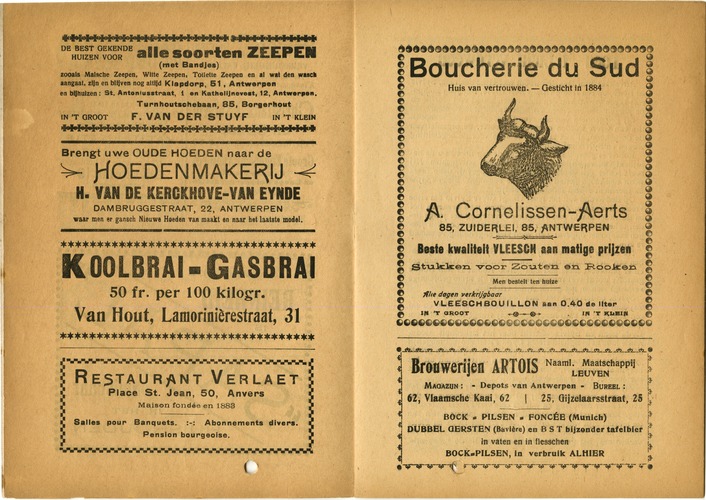 DE BEST GEKENDE HUIZEN VOOR alle soorten ZEEPEN
(met Bandjes)
zooals Malsche Zeepen, Witte Zeepen, Toilette Zeepen en al wat den wasch
aangaat, zijn en blijven nog altijd Klapdorp, 51, Antwerpen
en bijhuizen: St. Antoniusstraat, 1 en Kathelijnevest, 12, Antwerpen.
Turnhoutschebaan, 85, Borgerhout
IN 'T GROOT F. VAN DER STUYF IN 'T KLEIN
Brengt uwe OUDE HOEDEN naar de
HOEDENMAKERIJ
H. VAN DE KERCKHOVE-VAN EYNDE
DAMBRUGGESTRAAT, 22, ANTWERPEN
waar men er gansch Nieuwe Hoeden van maakt en naar het laatste model.
KOOLBRAI=GASBRAI
50 fr. per 100 kilogr.
Van Hout, Lamorinièrestraat, 31
RESTAURANT VERLAET
Place St. Jean, 50, Anvers
Maison fondée en 1883
Salles pour Banquets. :-: Abonnements divers.
Pension bourgeoise.
Boucherie du Sud
Huis van vertrouwen. — Gesticht in 1884
A. Cornelissen-Aerts
85, ZUIDERLEI, 85, ANTWERPEN
Beste kwaliteit VLEESCH aan matige prijzen
Stukken voor Zouten en Rooken
Men bestelt ten huize
Alle dagen verkrijgbaar
VLEESCHBOUILLON aan 0,40 de liter
IN 'T GROOT IN 'T KLEIN
Brouwerijen ARTOIS Naaml. Maatschappij
LEUVEN
MAGAZIJN: - Depots van Antwerpen - BUREEL:
62, Vlaamsche Kaai, 62 | 25, Gijzelaarsstraat, 25
BOCK = PILSEN = FONCÉE (Munich)
DUBBEL GERSTEN (Bavière) en B S T bijzonder tafelbier
in vaten en in flesschen
BOCK=PILSEN, in verbruik ALHIER